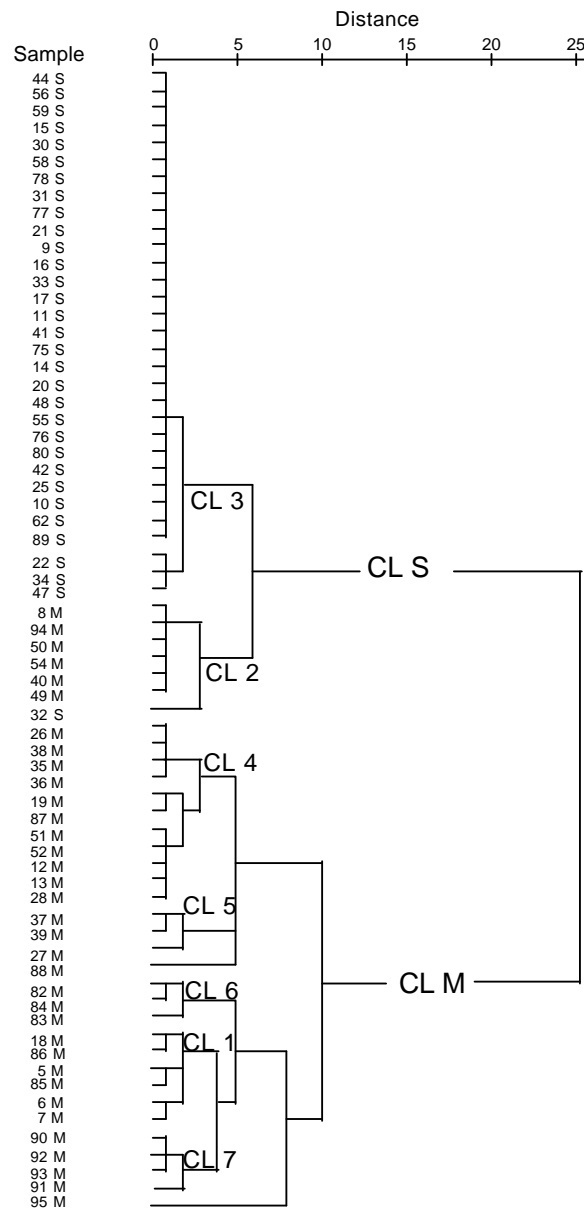 Distance
Sample 0 5 10 15 20 25
44 S
56 S
59 S
15 S
30 S
58 S
78 S
31 S
77 S
21 S
9 S
16 S
33 S
17 S
11 S
41 S
75 S
14 S
20 S
48 S
55 S
76 S
80 S
42 S
25 S
CL 3
10 S
62 S
89 S
22 S
CL S
34 S
47 S
8 M
94 M
50 M
54 M
CL 2
40 M
49 M
32 S
26 M
38 M
35 M
CL 4
36 M
19 M
87 M
51 M
52 M
12 M
13 M
28 M
CL 5
37 M
39 M
27 M
88 M
CL M
82 M
CL 6
84 M
83 M
18 M
CL 1
86 M
5 M
85 M
6 M
7 M
90 M
92 M
CL 7
93 M
91 M
95 M